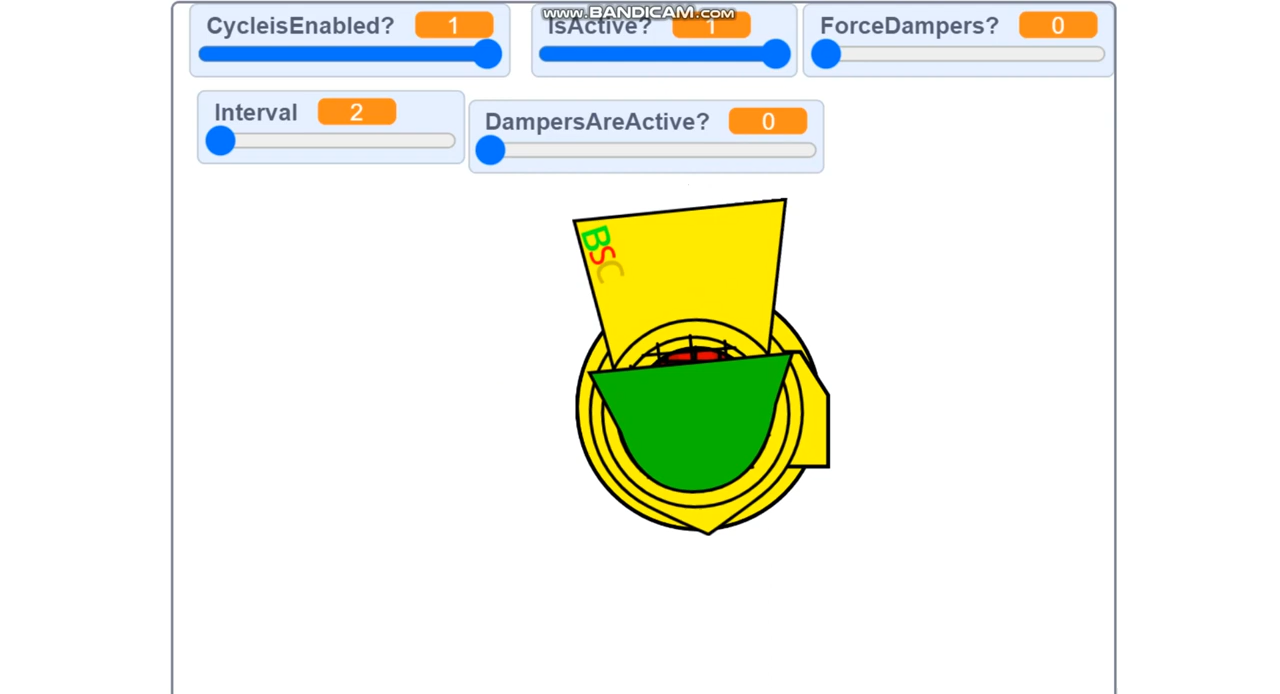 www.BANDICAM.com
CycleisEnabled? 1
IsActive? 1
ForceDampers? 0
Interval 2
DampersAreActive? 0
BSC